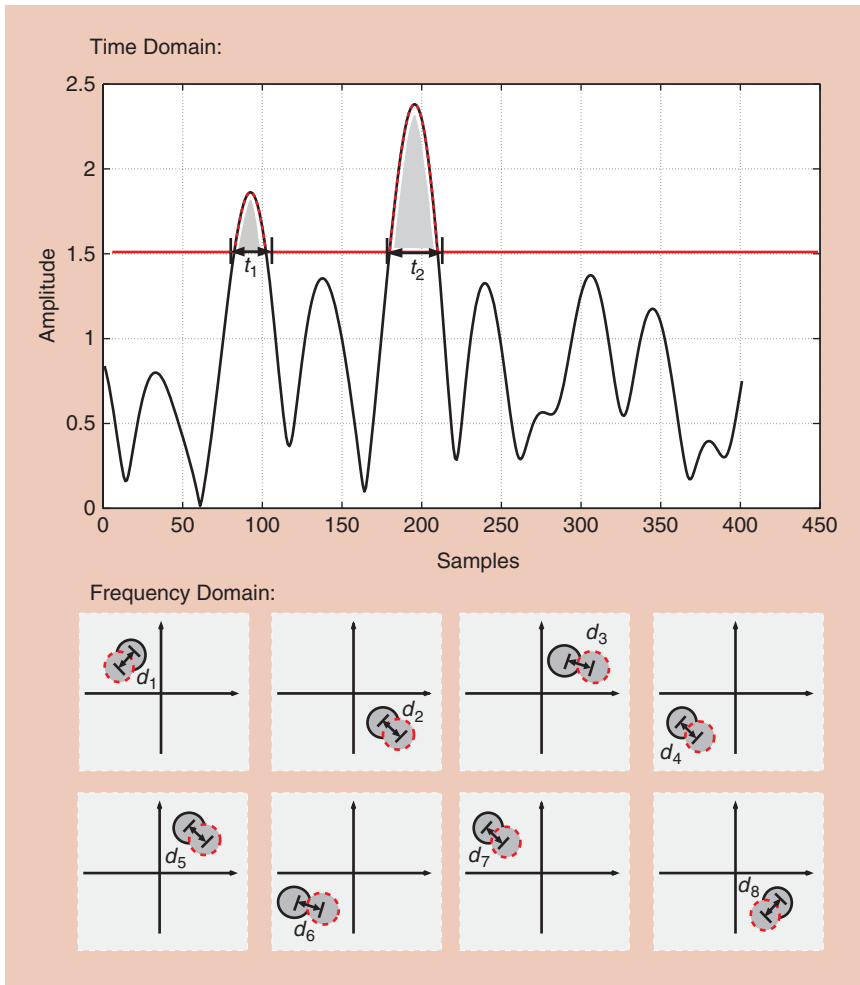 Time Domain:
2.5
2
1.5
1
0.5
0
Amplitude
t1
t2
0 50 100 150 200 250 300 350 400 450
Samples
Frequency Domain:
d1
d2
d3
d4
d5
d6
d7
d8